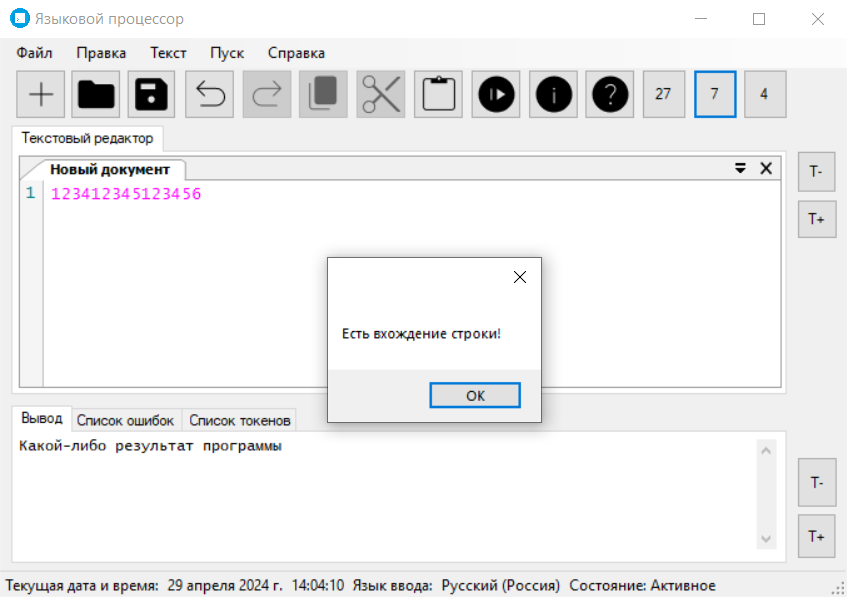 Языковой процессор
Файл Правка Текст Пуск Справка
27 7 4
Текстовый редактор
Новый документ
1 123412345123456
T-
T+
Есть вхождение строки!
OK
Вывод Список ошибок Список токенов
Какой-либо результат программы
T-
T+
Текущая дата и время: 29 апреля 2024 г. 14:04:10 Язык ввода: Русский (Россия) Состояние: Активное